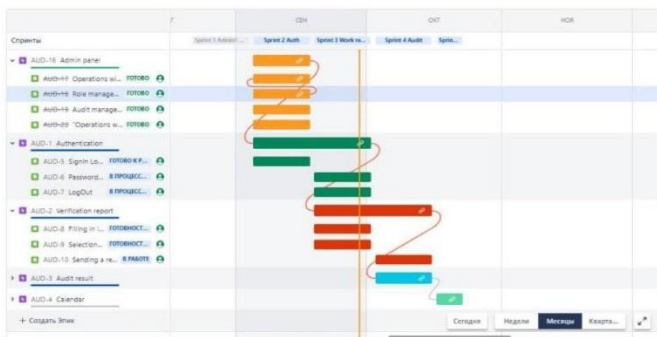 СЕН ОКТ НОЯ
Спринты Sprint 2 Auth Sprint 3 Work re... Sprint 4 Audit Sprin...
AUD-16 Admin panel
AUD-17 Operations wi... ГОТОВО
AUD-18 Role manage... ГОТОВО
AUD-19 Audit manage... ГОТОВО
AUD-20 "Operations w... ГОТОВО
AUD-1 Authentication
AUD-5 Signin Lo... ГОТОВО К Р...
AUD-6 Password... В ПРОЦЕСС...
AUD-7 LogOut В ПРОЦЕСС...
AUD-2 Verification report
AUD-8 Filling in i... ГОТОВНОСТ...
AUD-9 Selection... ГОТОВНОСТ...
AUD-10 Sending a re... В РАБОТЕ
AUD-3 Audit result
AUD-4 Calendar
+ Создать Эпик
Сегодня Недели Месяцы Кварта...